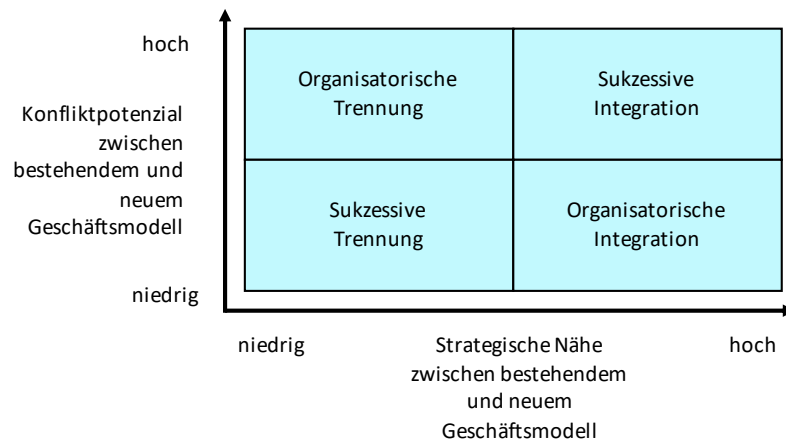 hoch
Konfliktpotenzial
zwischen
bestehendem und
neuem
Geschäftsmodell
niedrig
Organisatorische
Trennung
Sukzessive
Integration
Sukzessive
Trennung
Organisatorische
Integration
niedrig
Strategische Nähe
zwischen bestehendem
und neuem
Geschäftsmodell
hoch